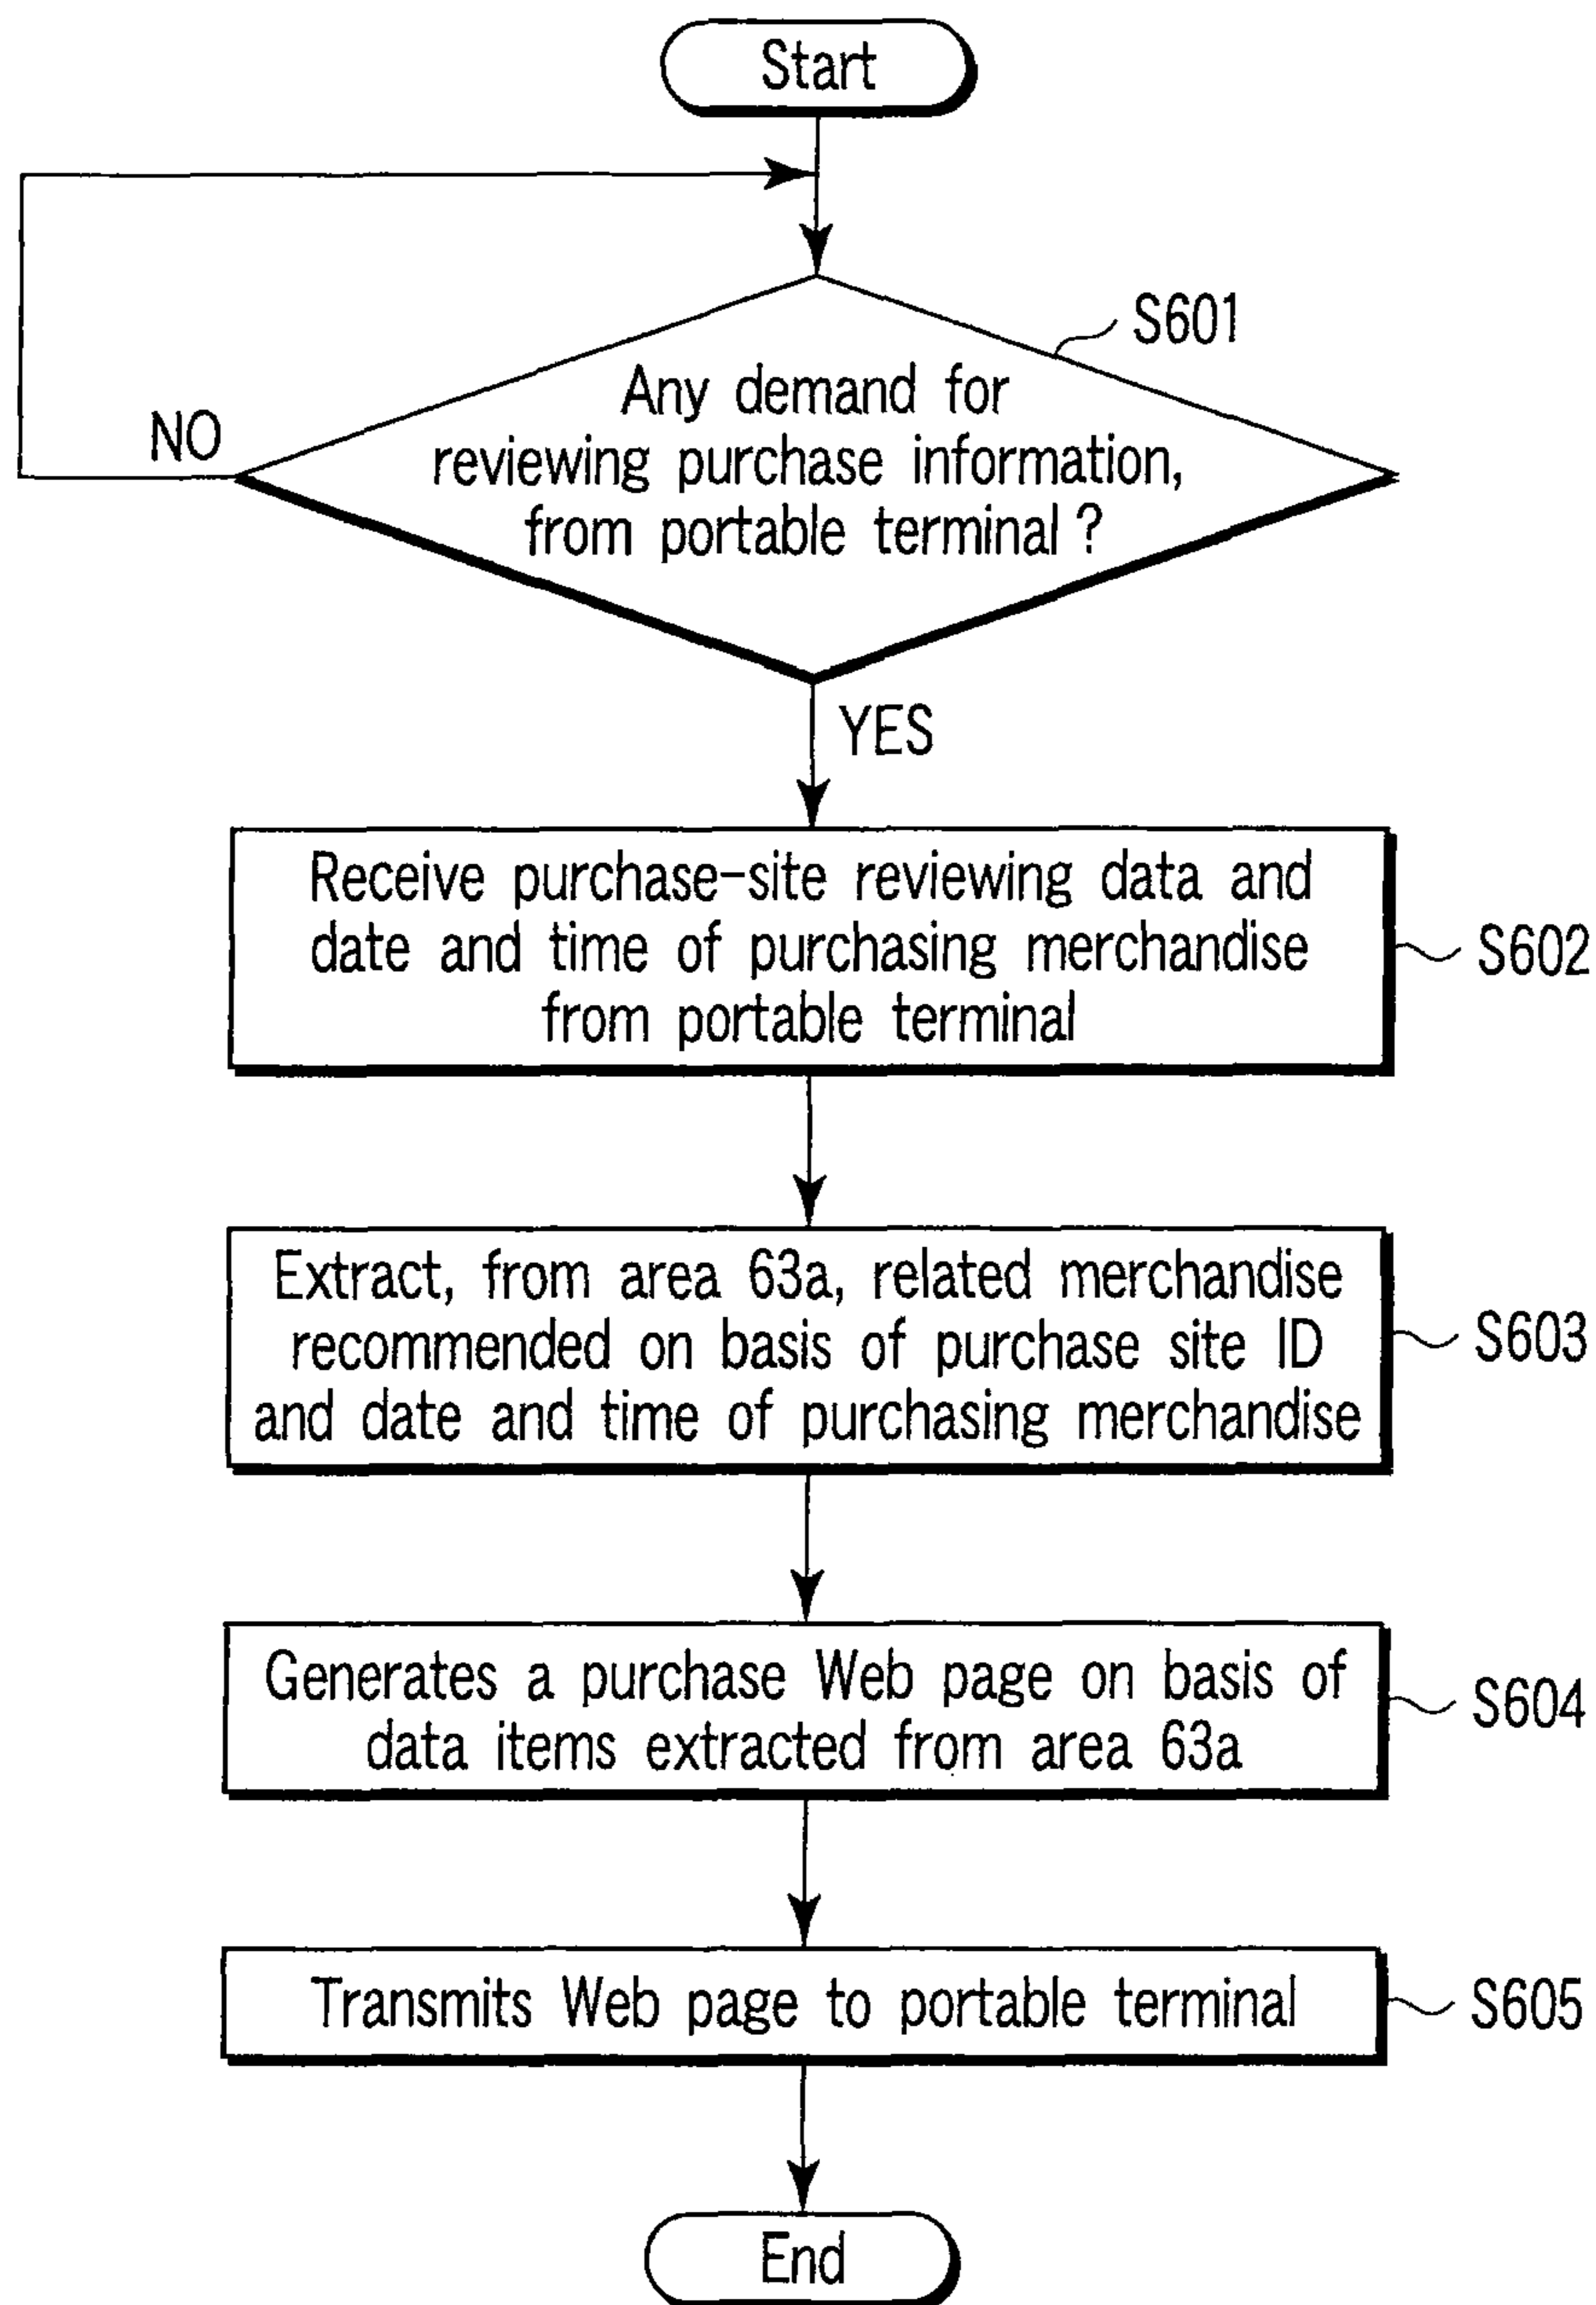 Start
S601
Any demand for
reviewing purchase information,
from portable terminal ?
NO
YES
Receive purchase-site reviewing data and
date and time of purchasing merchandise
from portable terminal
S602
Extract, from area 63a, related merchandise
recommended on basis of purchase site ID
and date and time of purchasing merchandise
S603
Generates a purchase Web page on basis of
data items extracted from area 63a
S604
Transmits Web page to portable terminal
S605
End